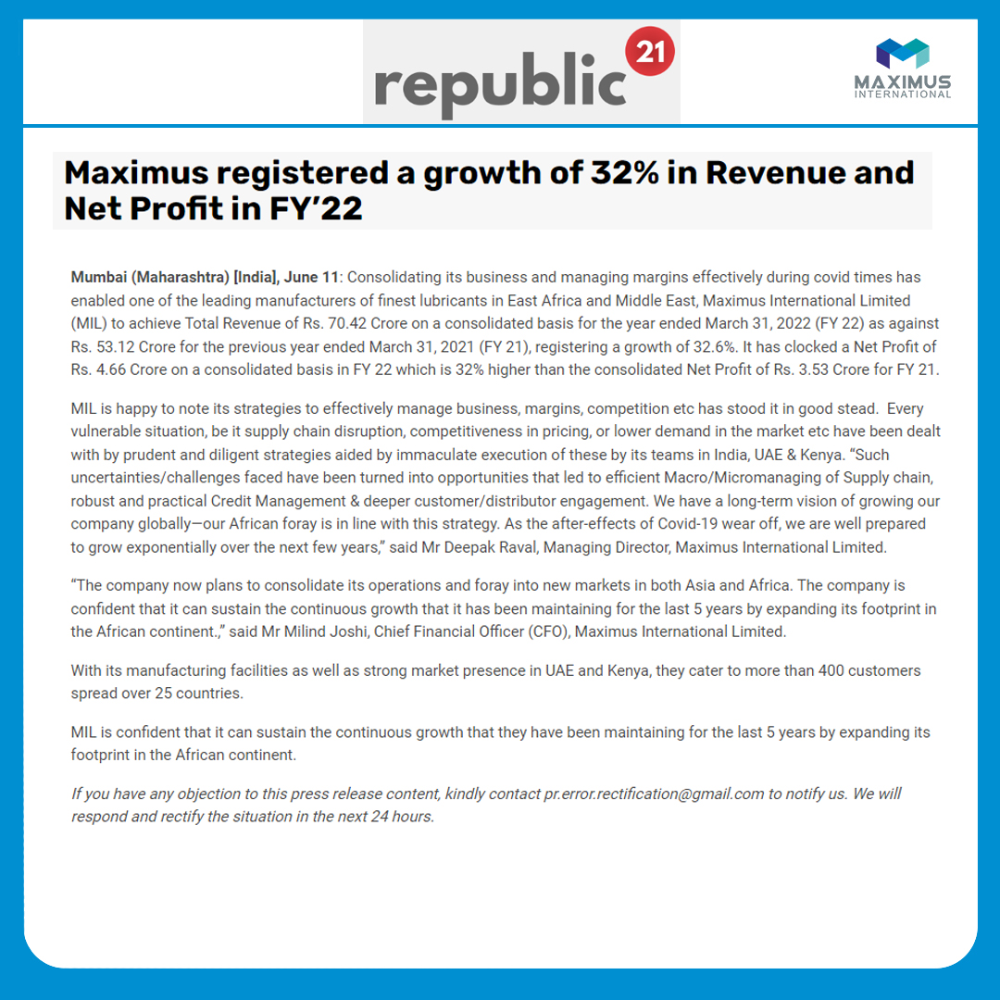 republic 21
MAXIMUS
INTERNATIONAL
Maximus registered a growth of 32% in Revenue and
Net Profit in FY’22
Mumbai (Maharashtra) [India], June 11: Consolidating its business and managing margins effectively during covid times has
enabled one of the leading manufacturers of finest lubricants in East Africa and Middle East, Maximus International Limited
(MIL) to achieve Total Revenue of Rs. 70.42 Crore on a consolidated basis for the year ended March 31, 2022 (FY 22) as against
Rs. 53.12 Crore for the previous year ended March 31, 2021 (FY 21), registering a growth of 32.6%. It has clocked a Net Profit of
Rs. 4.66 Crore on a consolidated basis in FY 22 which is 32% higher than the consolidated Net Profit of Rs. 3.53 Crore for FY 21.
MIL is happy to note its strategies to effectively manage business, margins, competition etc has stood it in good stead.  Every
vulnerable situation, be it supply chain disruption, competitiveness in pricing, or lower demand in the market etc have been dealt
with by prudent and diligent strategies aided by immaculate execution of these by its teams in India, UAE & Kenya. “Such
uncertainties/challenges faced have been turned into opportunities that led to efficient Macro/Micromanaging of Supply chain,
robust and practical Credit Management & deeper customer/distributor engagement. We have a long-term vision of growing our
company globally—our African foray is in line with this strategy. As the after-effects of Covid-19 wear off, we are well prepared
to grow exponentially over the next few years,” said Mr Deepak Raval, Managing Director, Maximus International Limited.
“The company now plans to consolidate its operations and foray into new markets in both Asia and Africa. The company is
confident that it can sustain the continuous growth that it has been maintaining for the last 5 years by expanding its footprint in
the African continent.,” said Mr Milind Joshi, Chief Financial Officer (CFO), Maximus International Limited.
With its manufacturing facilities as well as strong market presence in UAE and Kenya, they cater to more than 400 customers
spread over 25 countries.
MIL is confident that it can sustain the continuous growth that they have been maintaining for the last 5 years by expanding its
footprint in the African continent.
If you have any objection to this press release content, kindly contact pr.error.rectification@gmail.com to notify us. We will
respond and rectify the situation in the next 24 hours.